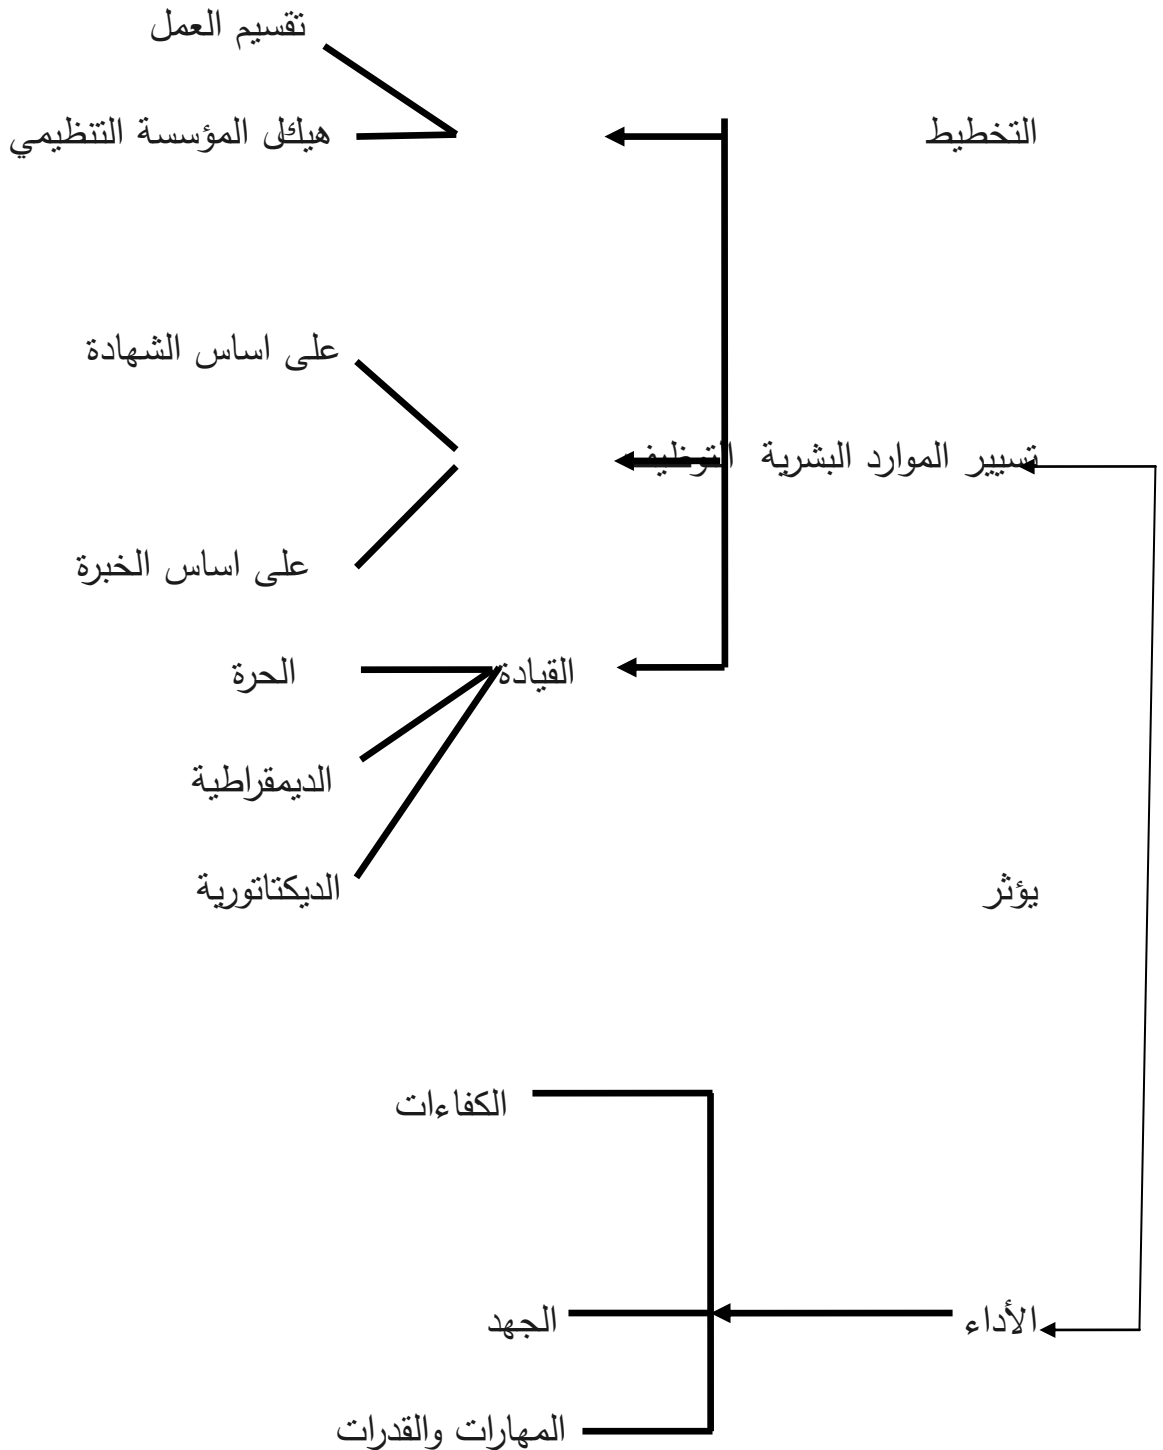 تقسيم العمل
التخطيط هيكل المؤسسة التنظيمي
على اساس الشهادة
تسيير الموارد البشرية التوظيف
على اساس الخبرة
القيادة الحرة
الديمقراطية
يؤثر الديكتاتورية
الكفاءات
الأداء الجهد
المهارات والقدرات